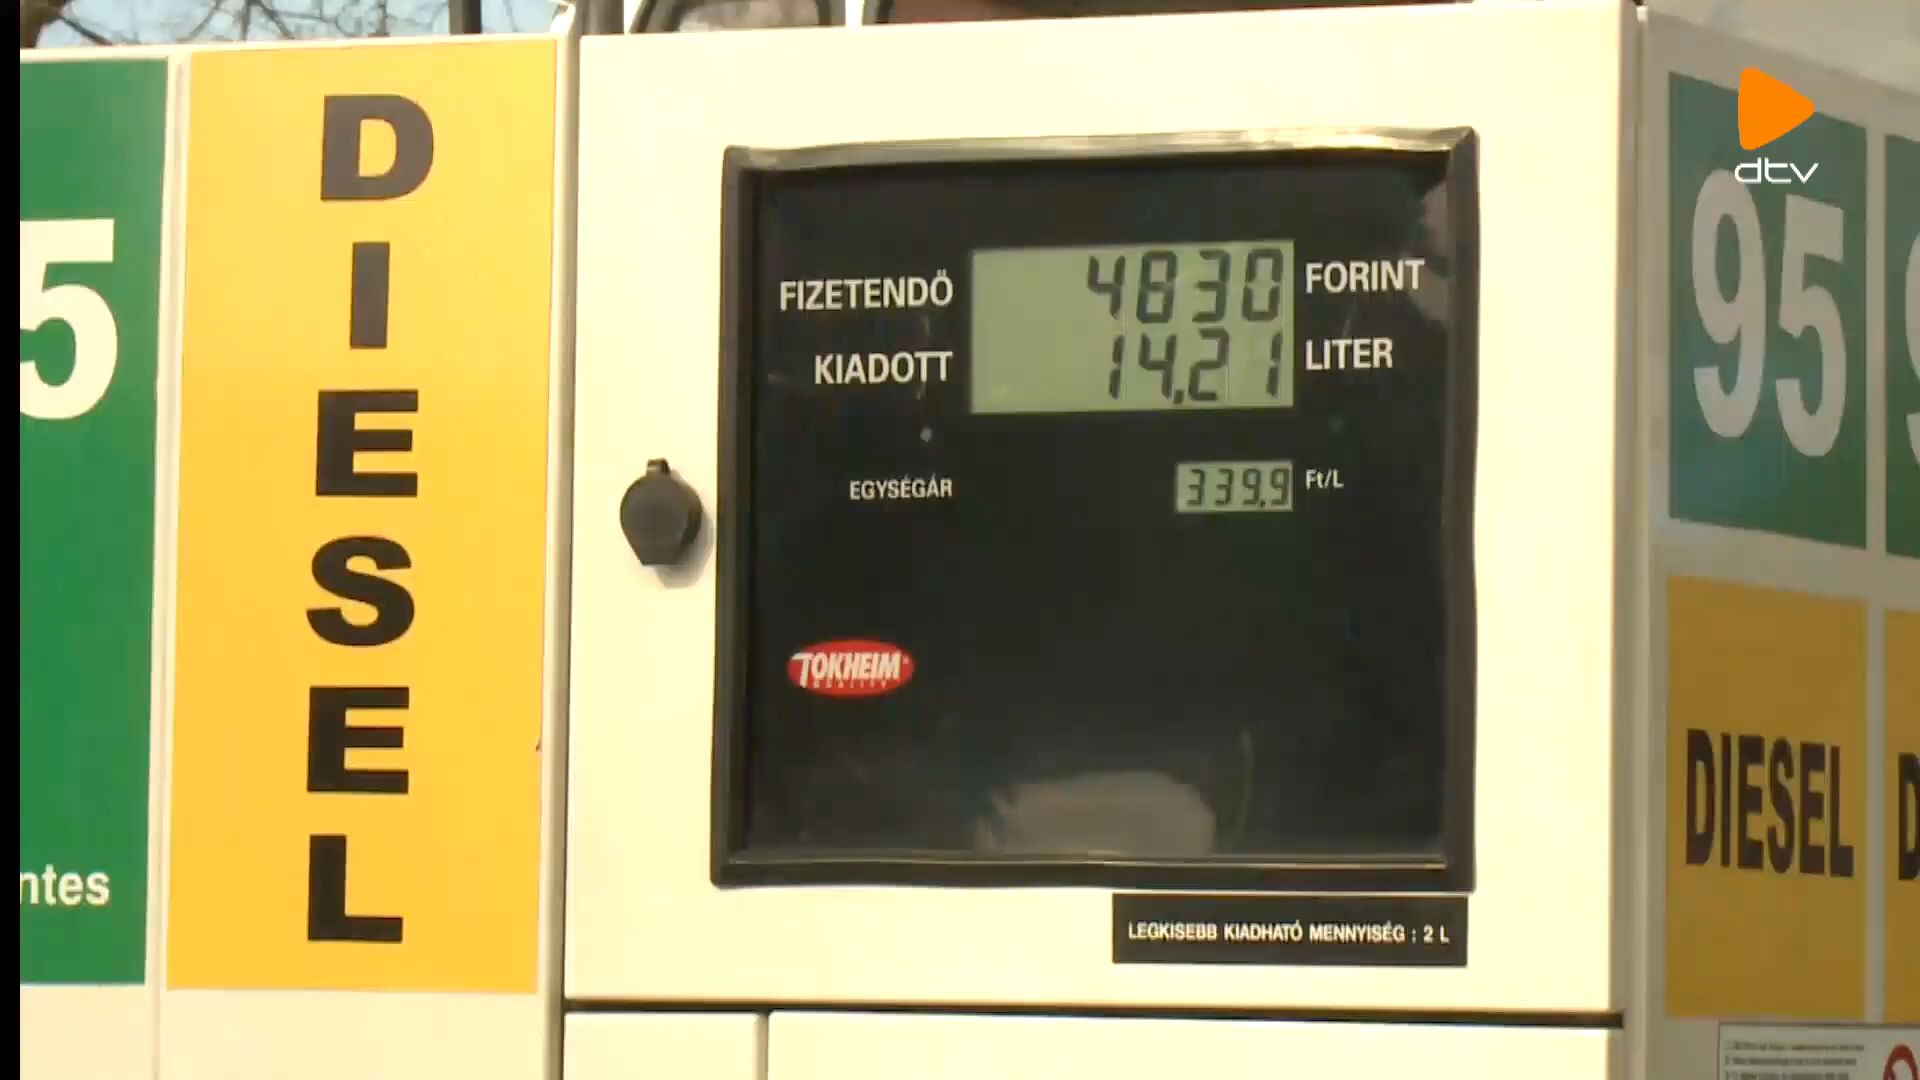 5
ntes
DIESEL
FIZETENDŐ 4830 FORINT
KIADOTT 14,21 LITER
EGYSÉGÁR 339,9 Ft/L
TOKHEIM
QUALITY
LEGKISEBB KIADHATÓ MENNYISÉG : 2 L
dtv
95
DIESEL
D